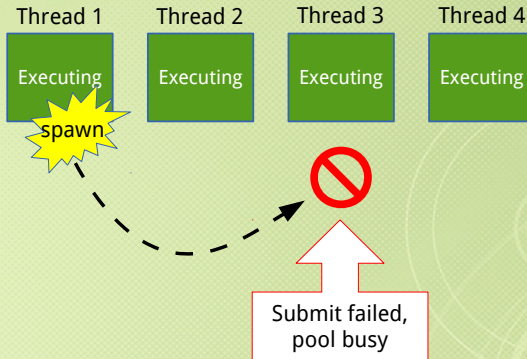 Thread 1
Thread 2
Thread 3
Thread 4
Executing
Executing
Executing
Executing
spawn
Submit failed,
pool busy